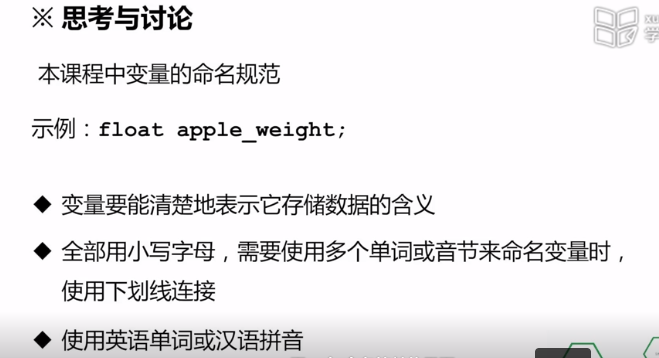 ※ 思考与讨论
本课程中变量的命名规范
示例：float apple_weight;
◆ 变量要能清楚地表示它存储数据的含义
◆ 全部用小写字母，需要使用多个单词或音节来命名变量时，
使用下划线连接
◆ 使用英语单词或汉语拼音